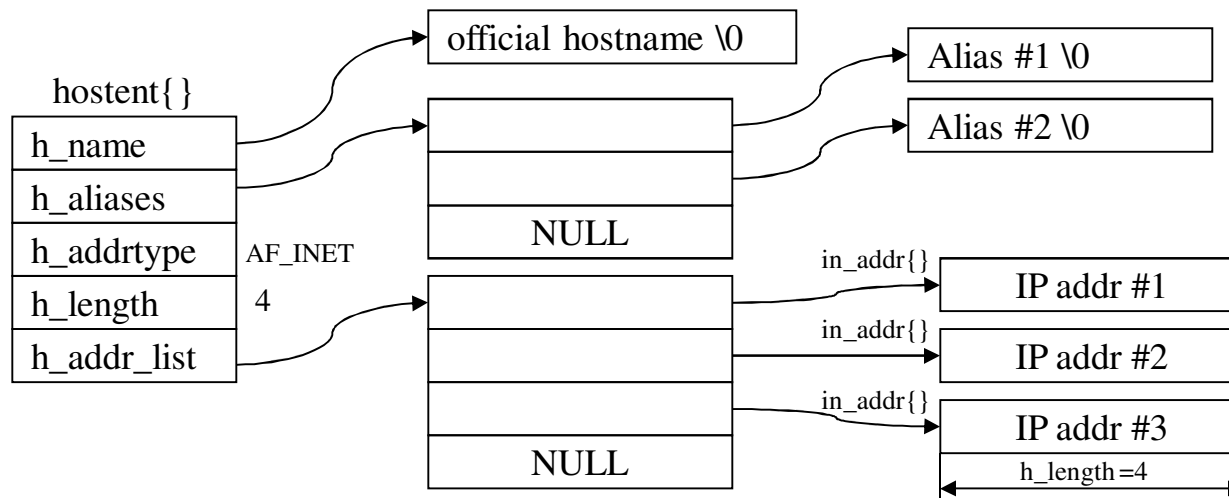 official hostname \0
Alias #1 \0
hostent{}
Alias #2 \0
h_name
h_aliases
NULL
h_addrtype AF_INET
in_addr{}
h_length 4
IP addr #1
in_addr{}
h_addr_list
IP addr #2
in_addr{}
IP addr #3
NULL
h_length=4